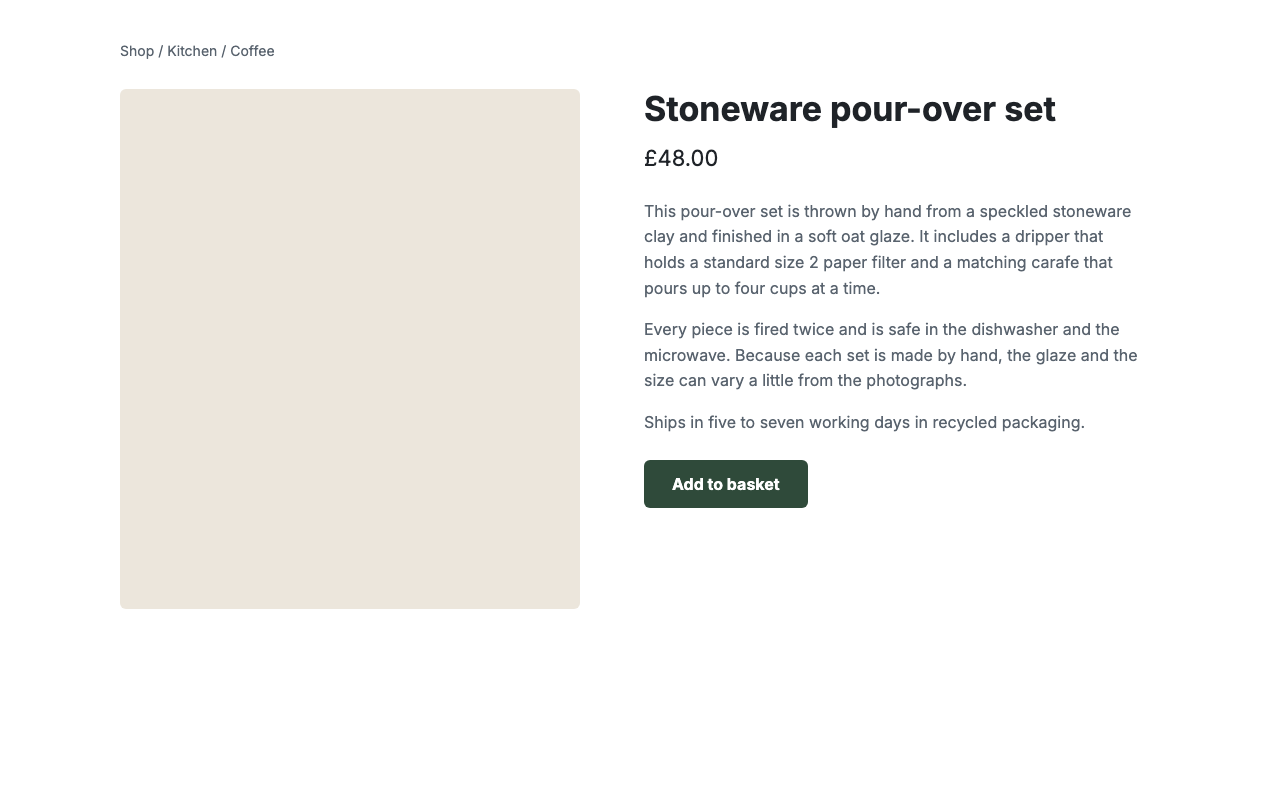 Shop / Kitchen / Coffee
Stoneware pour-over set
£48.00
This pour-over set is thrown by hand from a speckled stoneware
clay and finished in a soft oat glaze. It includes a dripper that
holds a standard size 2 paper filter and a matching carafe that
pours up to four cups at a time.
Every piece is fired twice and is safe in the dishwasher and the
microwave. Because each set is made by hand, the glaze and the
size can vary a little from the photographs.
Ships in five to seven working days in recycled packaging.
Add to basket